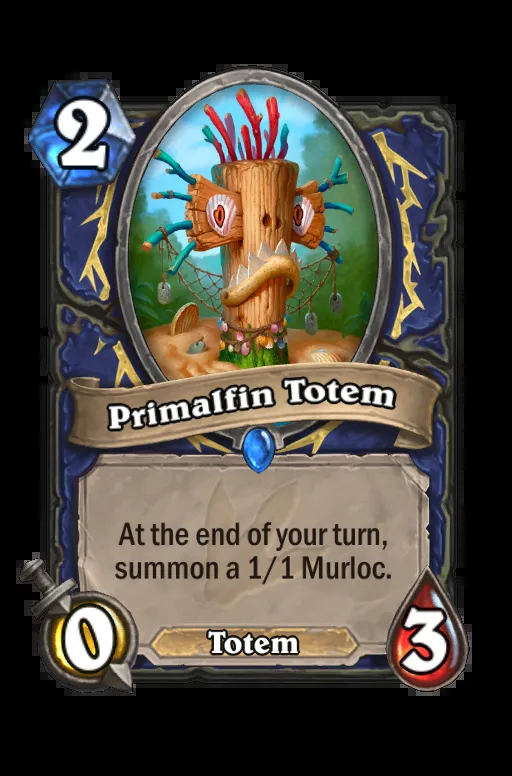 2
Primalfin Totem
At the end of your turn,
summon a 1/1 Murloc.
0
Totem
3